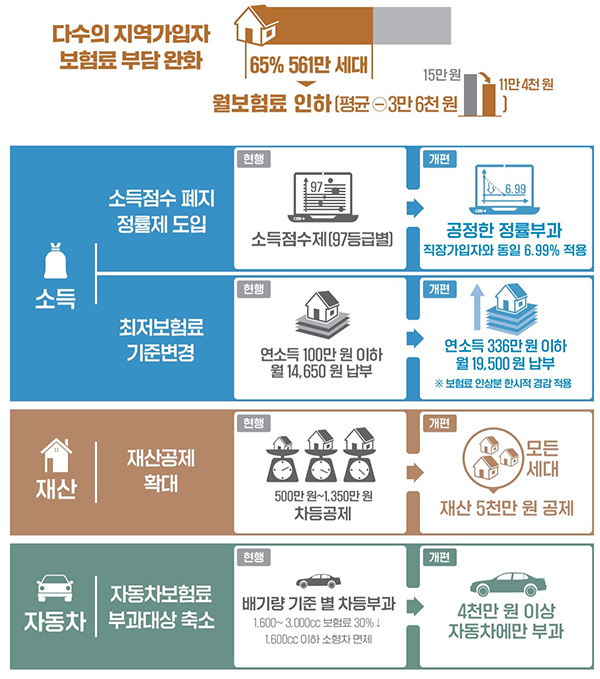 다수의 지역가입자
보험료 부담 완화
65% 561만 세대
월보험료 인하 (평균 ⊖3만 6천 원 )
15만 원
11만 4천 원
소득
소득점수 폐지
정률제 도입
현행
97
소득점수제(97등급별)
개편
6.99
공정한 정률부과
직장가입자와 동일 6.99% 적용
최저보험료
기준변경
현행
연소득 100만 원 이하
월 14,650원 납부
개편
연소득 336만 원 이하
월 19,500원 납부
※ 보험료 인상분 한시적 경감 적용
재산
재산공제
확대
현행
500만 원~1,350만 원
차등공제
개편
모든
세대
재산 5천만 원 공제
자동차
자동차보험료
부과대상 축소
현행
배기량 기준 별 차등부과
1,600~ 3,000cc 보험료 30%↓
1,600cc 이하 소형차 면제
개편
4천만 원 이상
자동차에만 부과